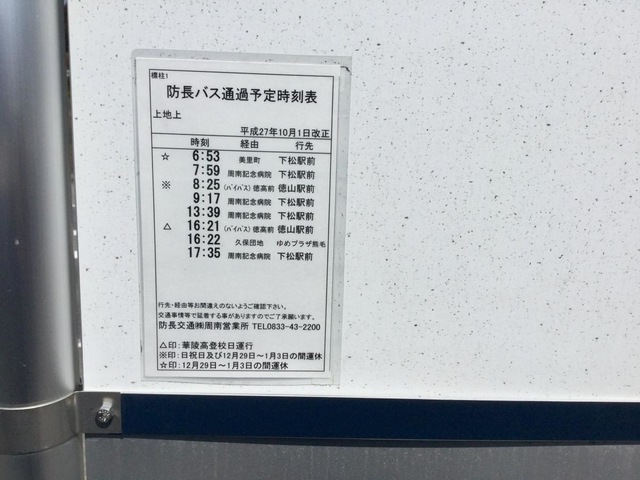 標柱1
防長バス通過予定時刻表
上地上
平成27年10月1日改正
時刻 経由 行先
☆ 6:53 美里町 下松駅前
7:59 周南記念病院 下松駅前
※ 8:25 (バイパス)徳高前 徳山駅前
9:17 周南記念病院 下松駅前
13:39 周南記念病院 下松駅前
△ 16:21 (バイパス)徳高前 徳山駅前
16:22 久保団地 ゆめプラザ熊毛
17:35 周南記念病院 下松駅前
行先・経由等お間違えのないようご確認下さい。
交通事情等で延着する事がありますのでご了承願います。
防長交通㈱周南営業所 TEL0833-43-2200
△印:華陵高登校日運行
※印:日祝日及び12月29日～1月3日の間運休
☆印:12月29日～1月3日の間運休